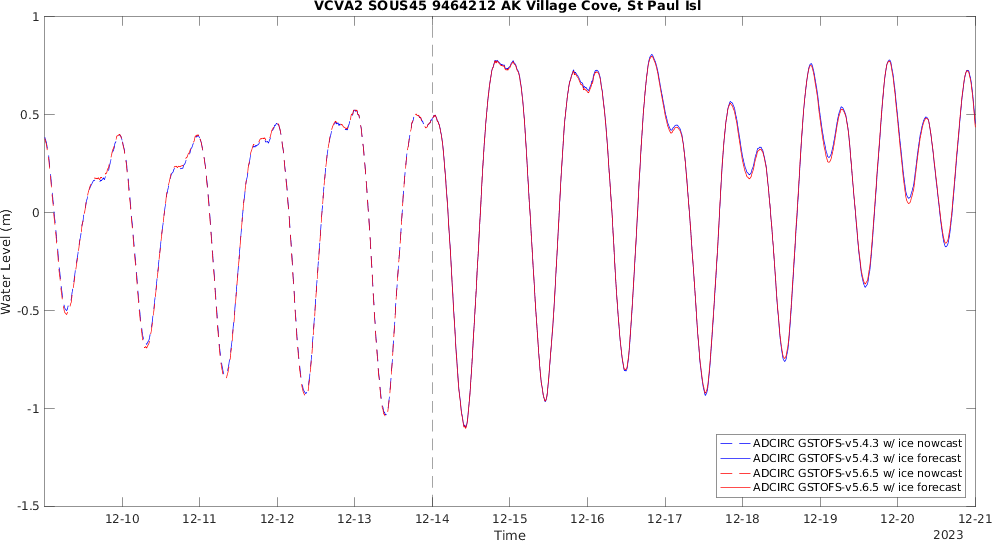 VCVA2 SOUS45 9464212 AK Village Cove, St Paul Isl
1
0.5
0
-0.5
-1
-1.5
Water Level (m)
ADCIRC GSTOFS-v5.4.3 w/ ice nowcast
ADCIRC GSTOFS-v5.4.3 w/ ice forecast
ADCIRC GSTOFS-v5.6.5 w/ ice nowcast
ADCIRC GSTOFS-v5.6.5 w/ ice forecast
12-10 12-11 12-12 12-13 12-14 12-15 12-16 12-17 12-18 12-19 12-20 12-21
Time
2023